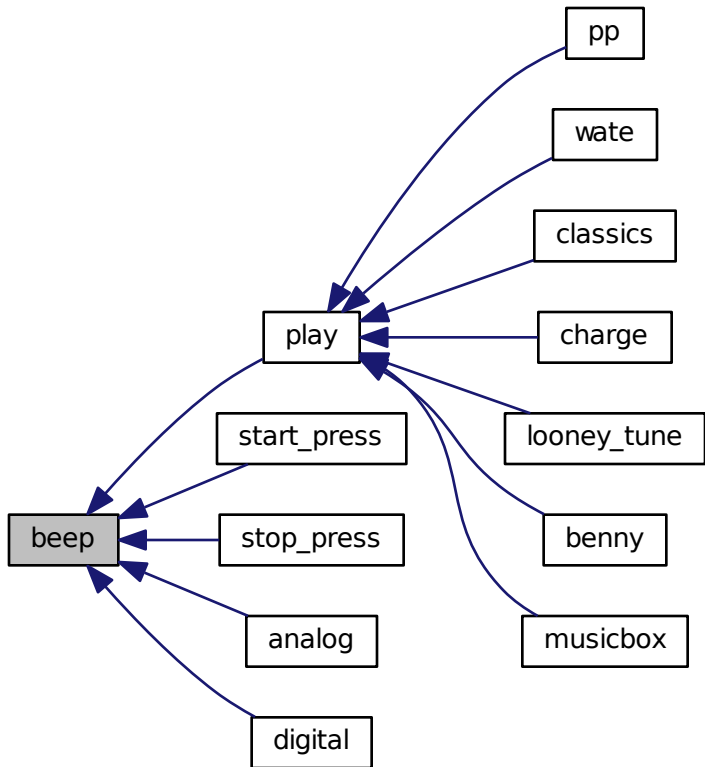 pp
wate
classics
play
charge
start_press
looney_tune
beep
stop_press
benny
analog
musicbox
digital